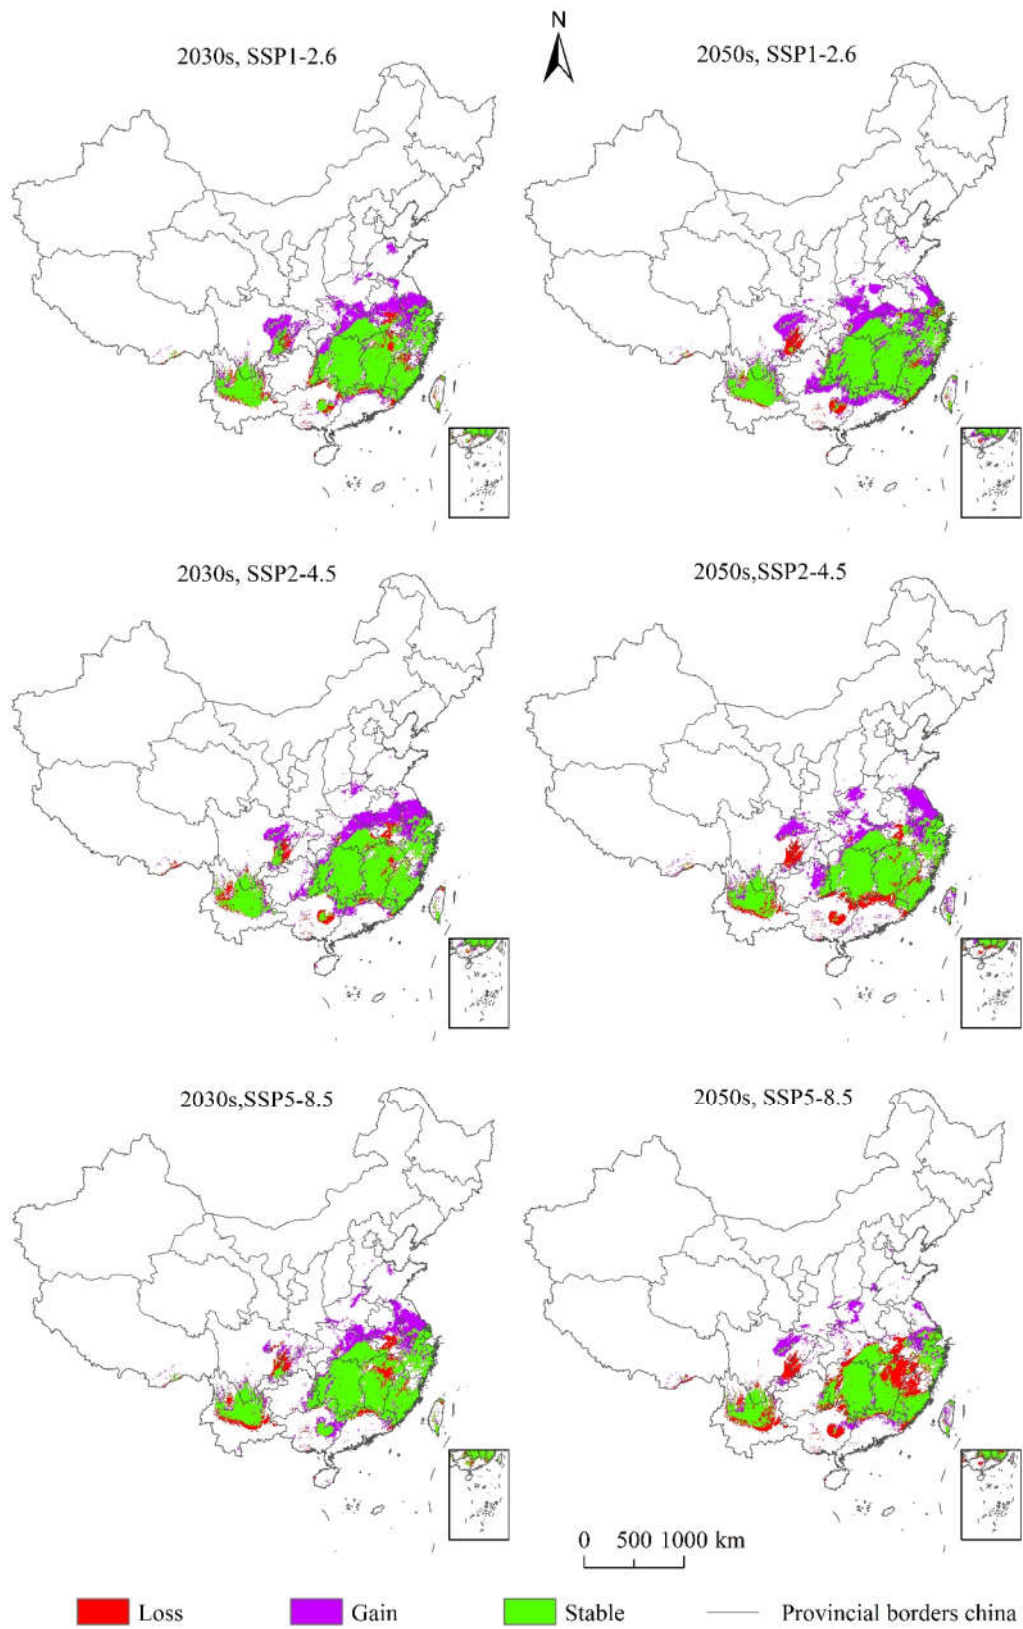 N
2030s, SSP1-2.6
2050s, SSP1-2.6
2030s, SSP2-4.5
2050s,SSP2-4.5
2030s,SSP5-8.5
2050s, SSP5-8.5
0 500 1000 km
Loss
Gain
Stable
Provincial borders china